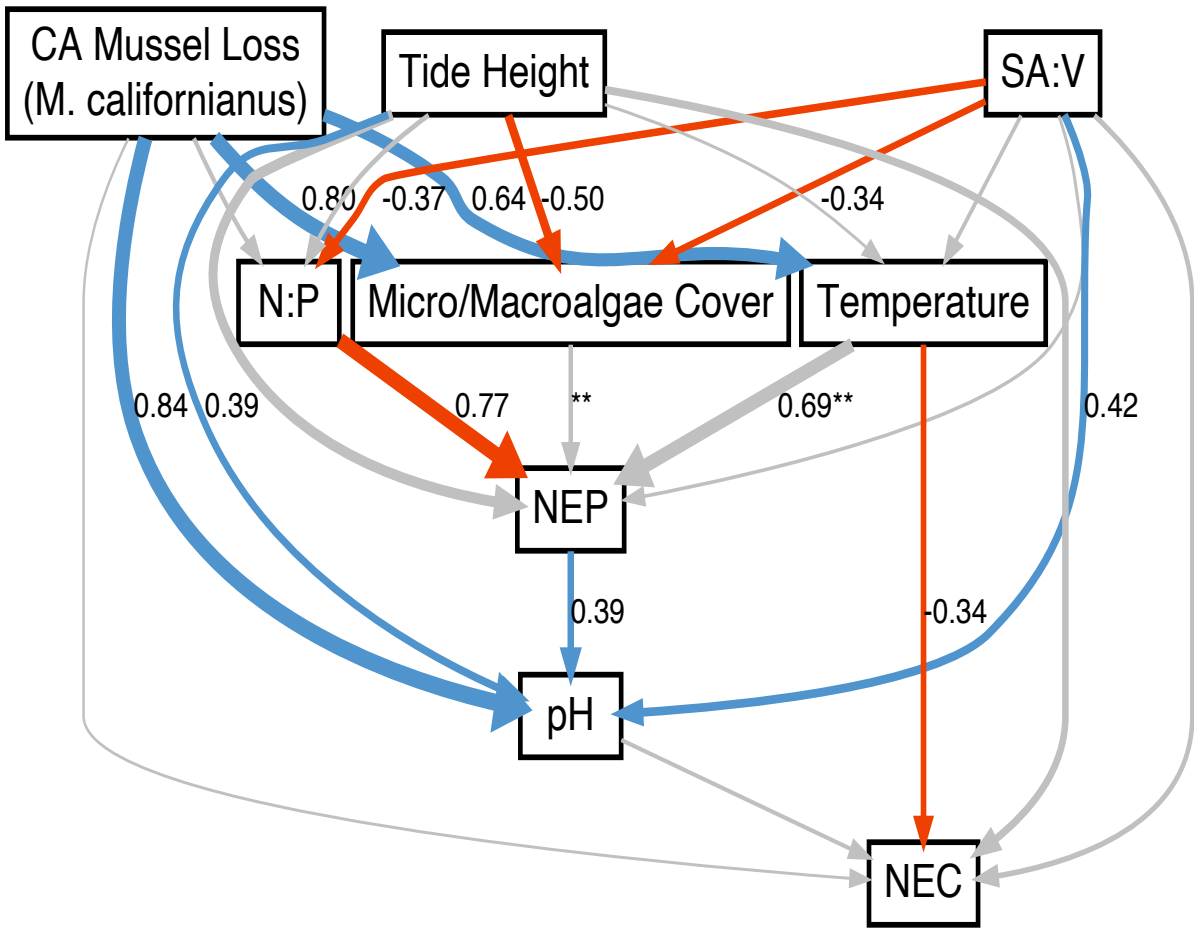 CA Mussel Loss
(M. californianus)
Tide Height
SA:V
0.80
-0.37
0.64
-0.50
-0.34
N:P
Micro/Macroalgae Cover
Temperature
0.84
0.39
0.77
**
0.69**
0.42
NEP
0.39
-0.34
pH
NEC